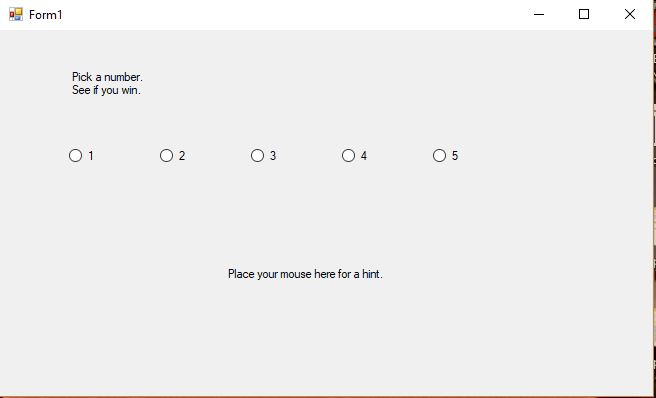 Form1
Pick a number.
See if you win.
1 2 3 4 5
Place your mouse here for a hint.